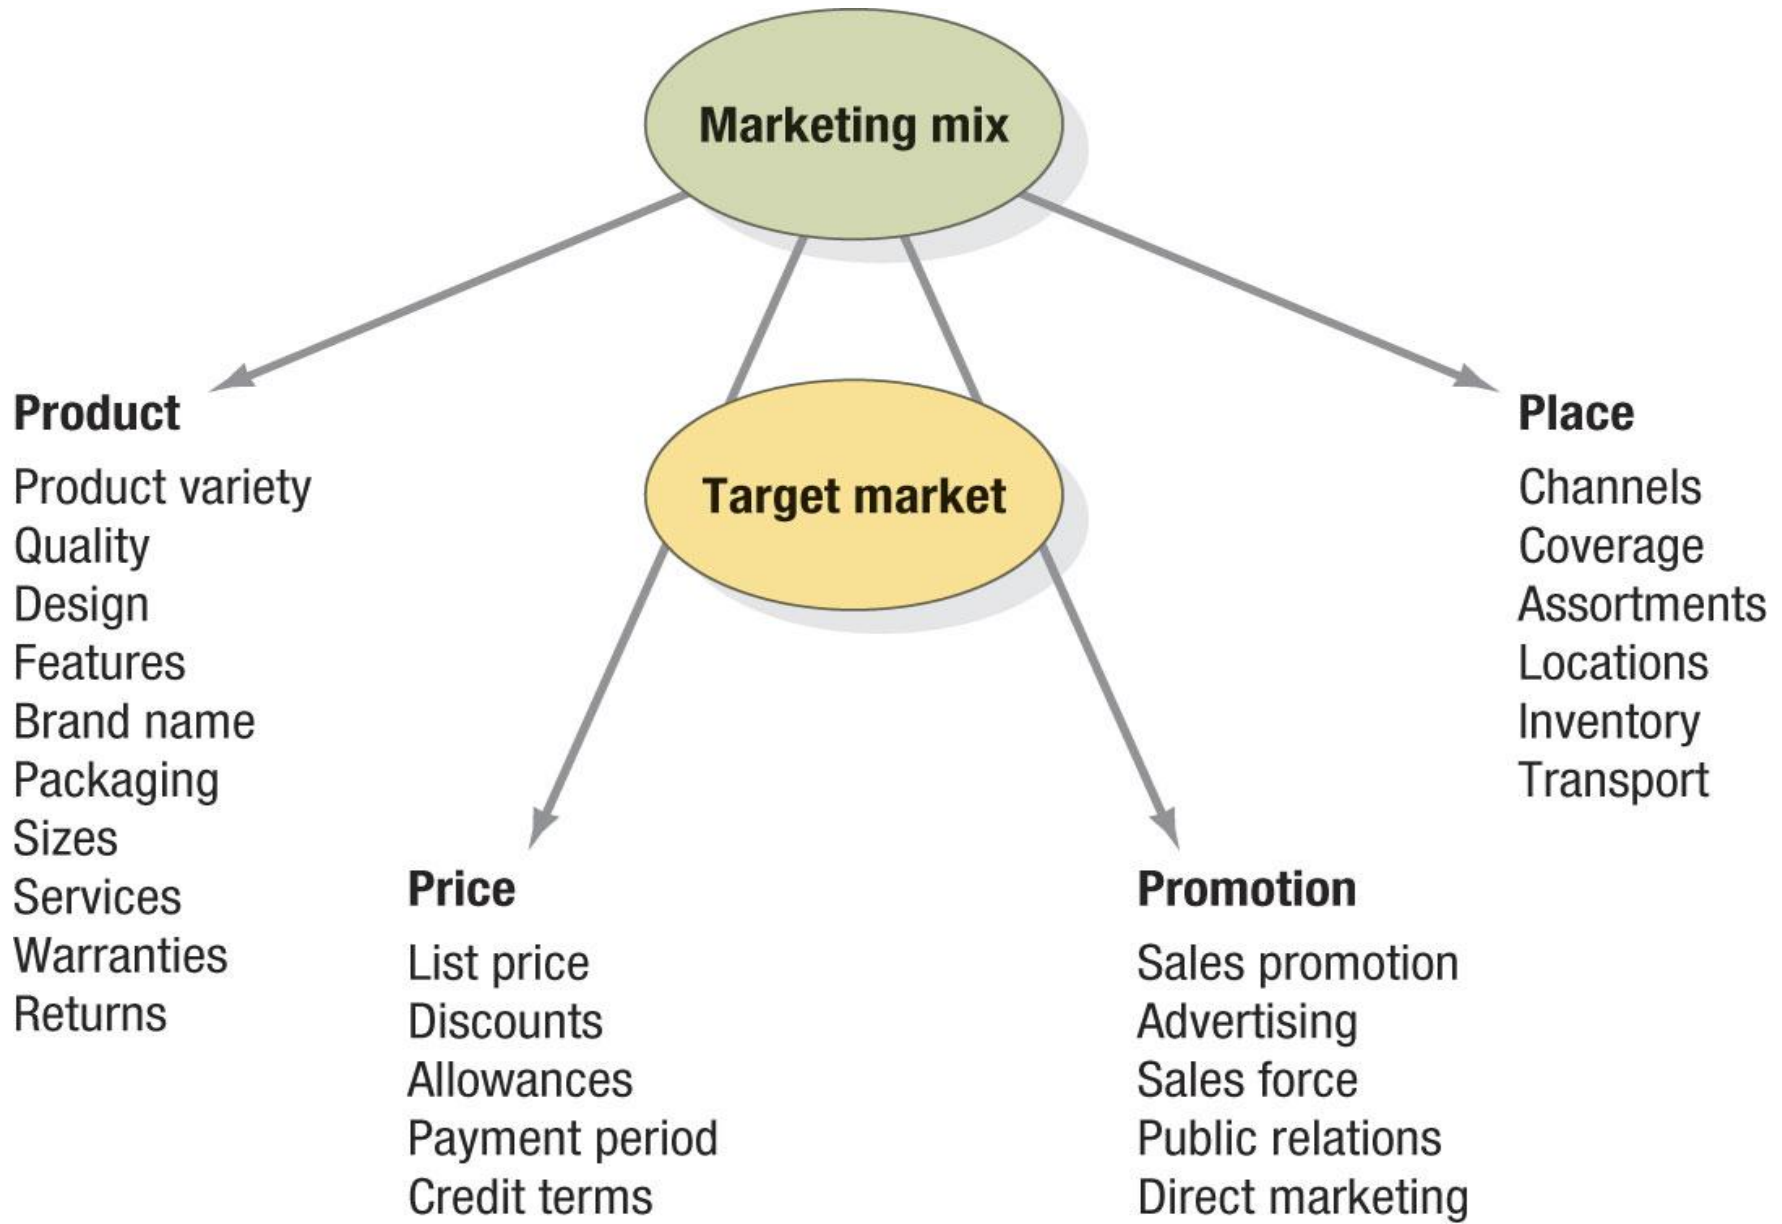 Marketing mix
Target market
Product
Product variety
Quality
Design
Features
Brand name
Packaging
Sizes
Services
Warranties
Returns
Price
List price
Discounts
Allowances
Payment period
Credit terms
Promotion
Sales promotion
Advertising
Sales force
Public relations
Direct marketing
Place
Channels
Coverage
Assortments
Locations
Inventory
Transport